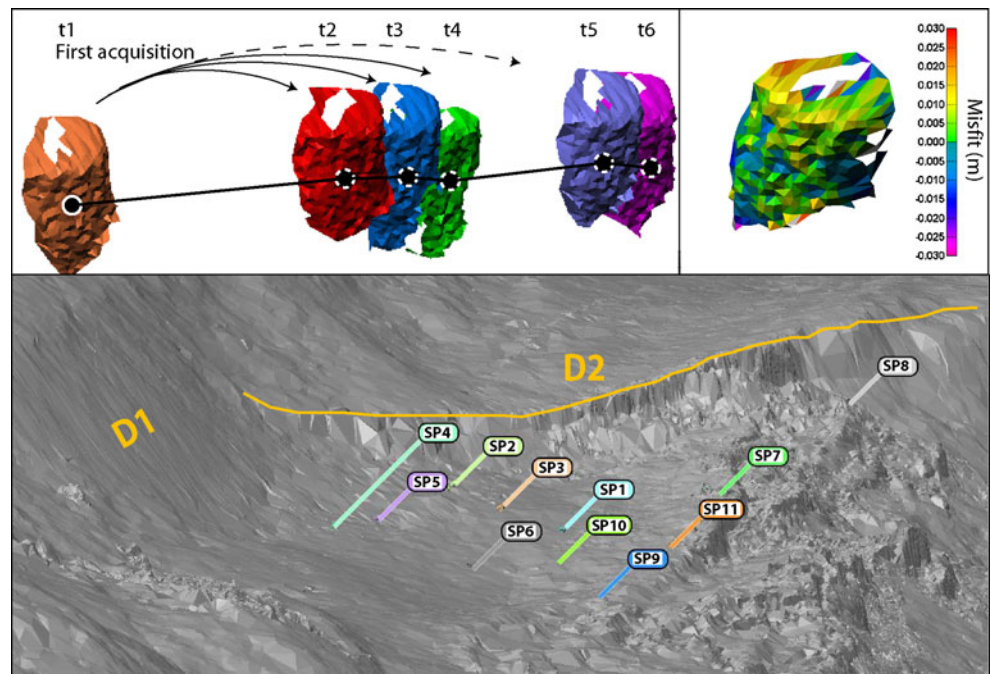 t1
t2
t3
t4
t5
t6
First acquisition
0.030
0.025
0.020
0.015
0.010
0.005
0.000
-0.005
-0.010
-0.015
-0.020
-0.025
-0.030
Misfit (m)
D1
D2
SP8
SP4
SP2
SP3
SP7
SP5
SP1
SP11
SP10
SP6
SP9